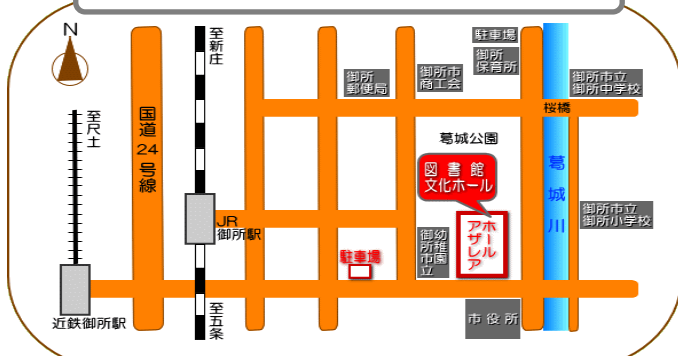 N
至新庄
駐車場
御所
保育所
御所
郵便局
御所市
商工会
御所市立
御所中学校
桜橋
至尺土
国道24号線
葛城公園
図書館
文化ホール
葛城川
御所市立
御所小学校
JR
御所駅
アザレア
ホール
御所市立
幼稚園
駐車場
至五条
近鉄御所駅
市役所